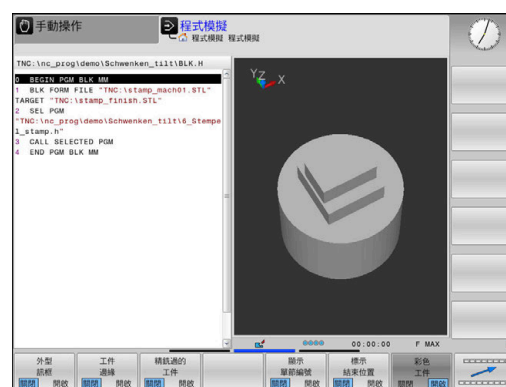 手動操作
程式模擬
程式模擬 程式模擬
TNC:\nc_prog\demo\Schwenken_tilt\BLK.H
0 BEGIN PGM BLK MM
1 BLK FORM FILE "TNC:\stamp_mach01.STL"
TARGET "TNC:\stamp_finish.STL"
2 SEL PGM
"TNC:\nc_prog\demo\Schwenken_tilt\6_Stempe
l_stamp.h"
3 CALL SELECTED PGM
4 END PGM BLK MM
YZ X
00:00:00 F MAX
外型 工件 精銑過的 顯示 標示 彩色
訊框 邊緣 工件 單節編號 結束位置 工件
關閉 開啟 關閉 開啟 關閉 開啟 關閉 開啟 關閉 開啟 關閉 開啟